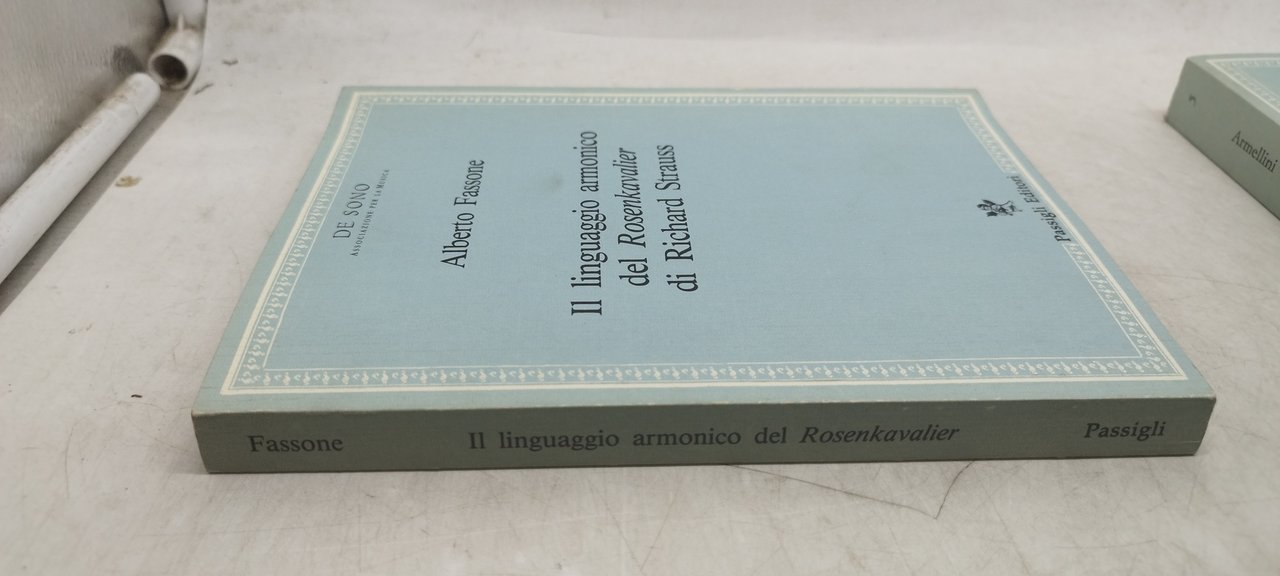 DE SONO
ASSOCIAZIONE PER LA MUSICA
Alberto Fassone
Il linguaggio armonico
del Rosenkavalier
di Richard Strauss
Passigli Editori
Fassone
Il linguaggio armonico del Rosenkavalier
Passigli
Armellini